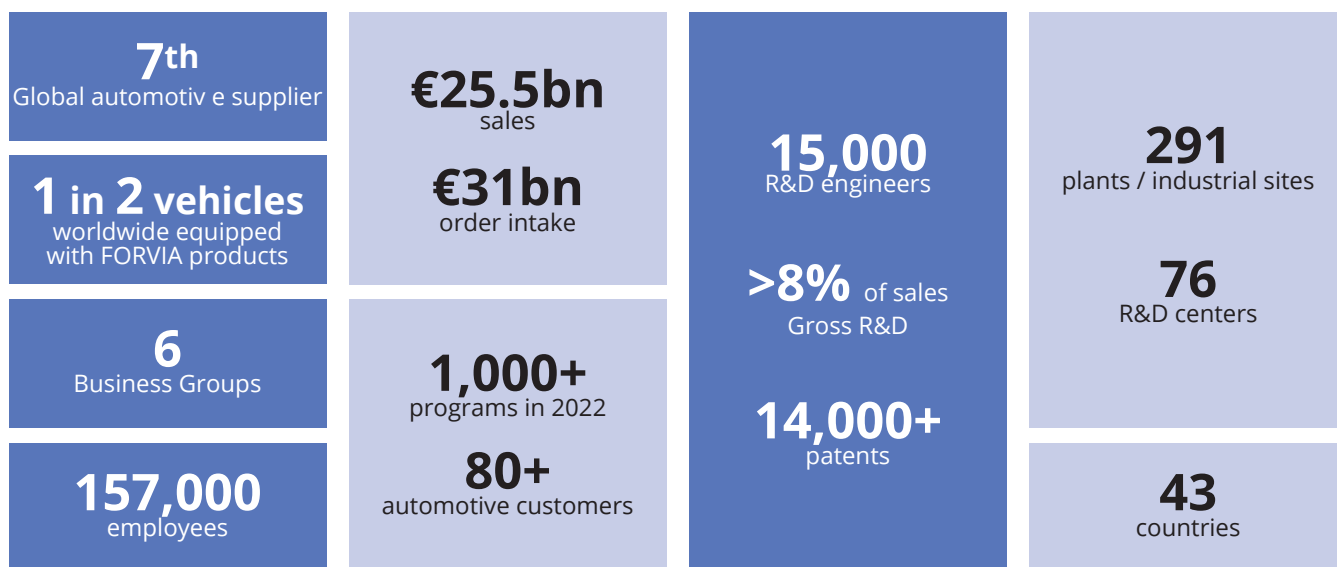 7th
Global automotiv e supplier
1 in 2 vehicles
worldwide equipped
with FORVIA products
6
Business Groups
157,000
employees
€25.5bn
sales
€31bn
order intake
1,000+
programs in 2022
80+
automotive customers
15,000
R&D engineers
>8% of sales
Gross R&D
14,000+
patents
291
plants / industrial sites
76
R&D centers
43
countries